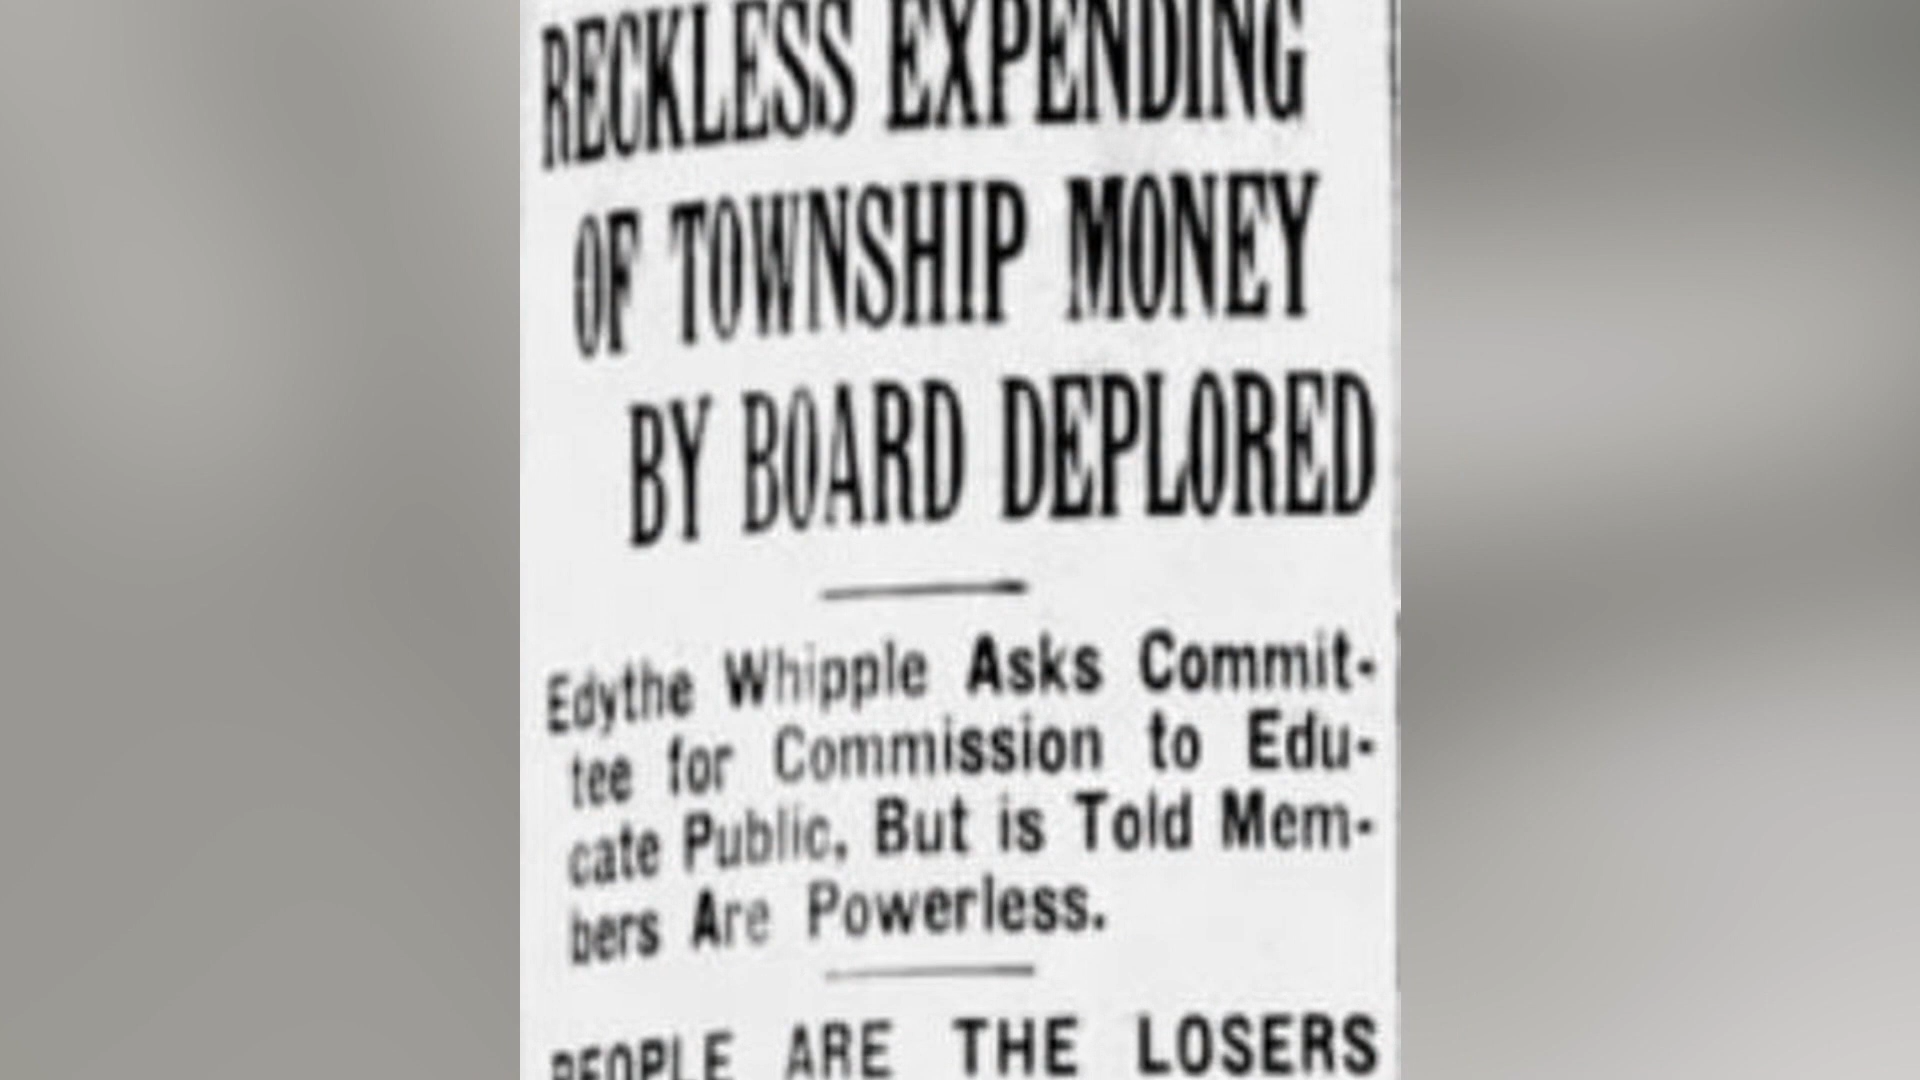 RECKLESS EXPENDING
OF TOWNSHIP MONEY
BY BOARD DEPLORED
Edythe Whipple Asks Commit-
tee for Commission to Edu-
cate Public, But is Told Mem-
bers Are Powerless.
PEOPLE ARE THE LOSERS